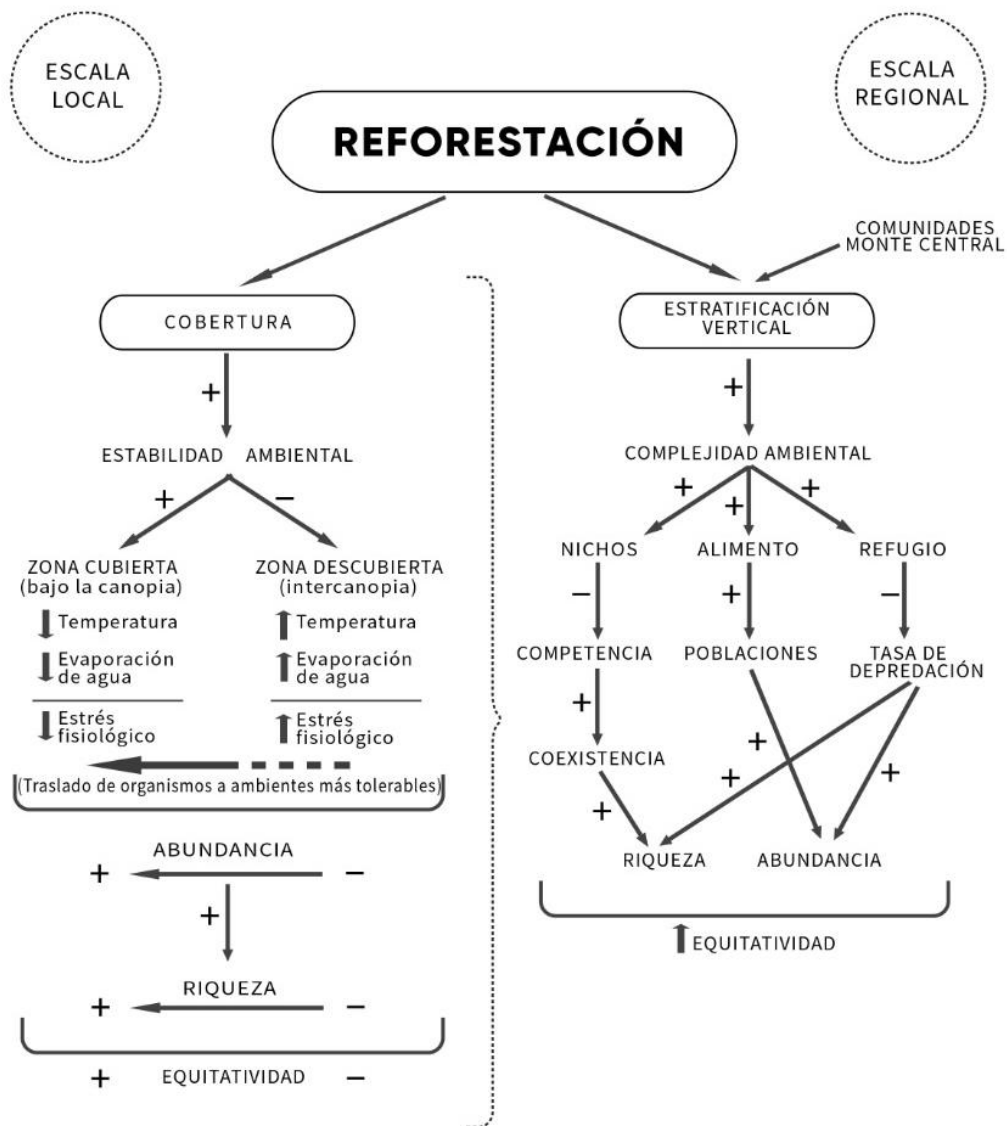 ESCALA
LOCAL
ESCALA
REGIONAL
REFORESTACIÓN
COMUNIDADES
MONTE CENTRAL
COBERTURA
+
ESTABILIDAD AMBIENTAL
+ −
ZONA CUBIERTA
(bajo la canopia)
Temperatura
Evaporación
de agua
Estrés
fisiológico
ZONA DESCUBIERTA
(intercanopia)
Temperatura
Evaporación
de agua
Estrés
fisiológico
(Traslado de organismos a ambientes más tolerables)
ABUNDANCIA
+ −
+
RIQUEZA
+ −
+ EQUITATIVIDAD −
ESTRATIFICACIÓN
VERTICAL
+
COMPLEJIDAD AMBIENTAL
+ + +
NICHOS ALIMENTO REFUGIO
− + −
COMPETENCIA POBLACIONES TASA DE
DEPREDACIÓN
+
COEXISTENCIA
+ + + +
RIQUEZA ABUNDANCIA
EQUITATIVIDAD